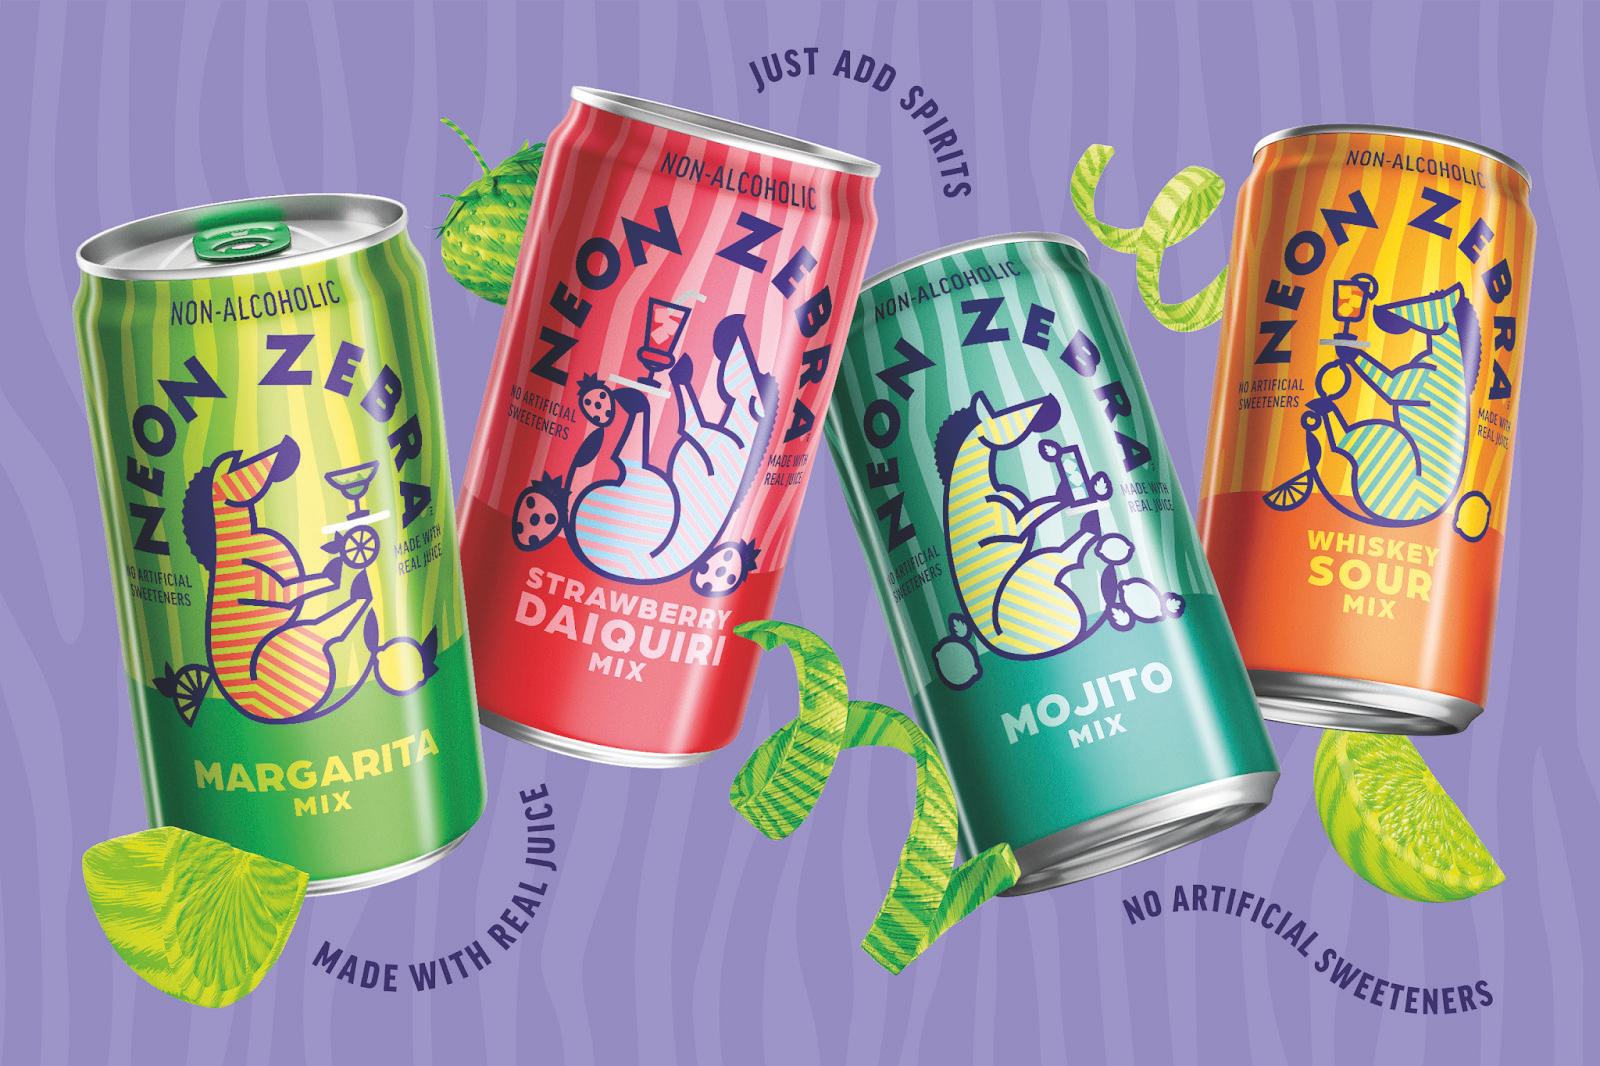 JUST ADD SPIRITS
NON-ALCOHOLIC
NEON ZEBRA
NO ARTIFICIAL
SWEETENERS
MADE WITH
REAL JUICE
MARGARITA
MIX
NON-ALCOHOLIC
NEON ZEBRA
NO ARTIFICIAL
SWEETENERS
MADE WITH
REAL JUICE
STRAWBERRY
DAIQUIRI
MIX
NON-ALCOHOLIC
NEON ZEBRA
NO ARTIFICIAL
SWEETENERS
MADE WITH
REAL JUICE
MOJITO
MIX
NON-ALCOHOLIC
NEON ZEBRA
NO ARTIFICIAL
SWEETENERS
MADE WITH
REAL JUICE
WHISKEY
SOUR
MIX
MADE WITH REAL JUICE
NO ARTIFICIAL SWEETENERS